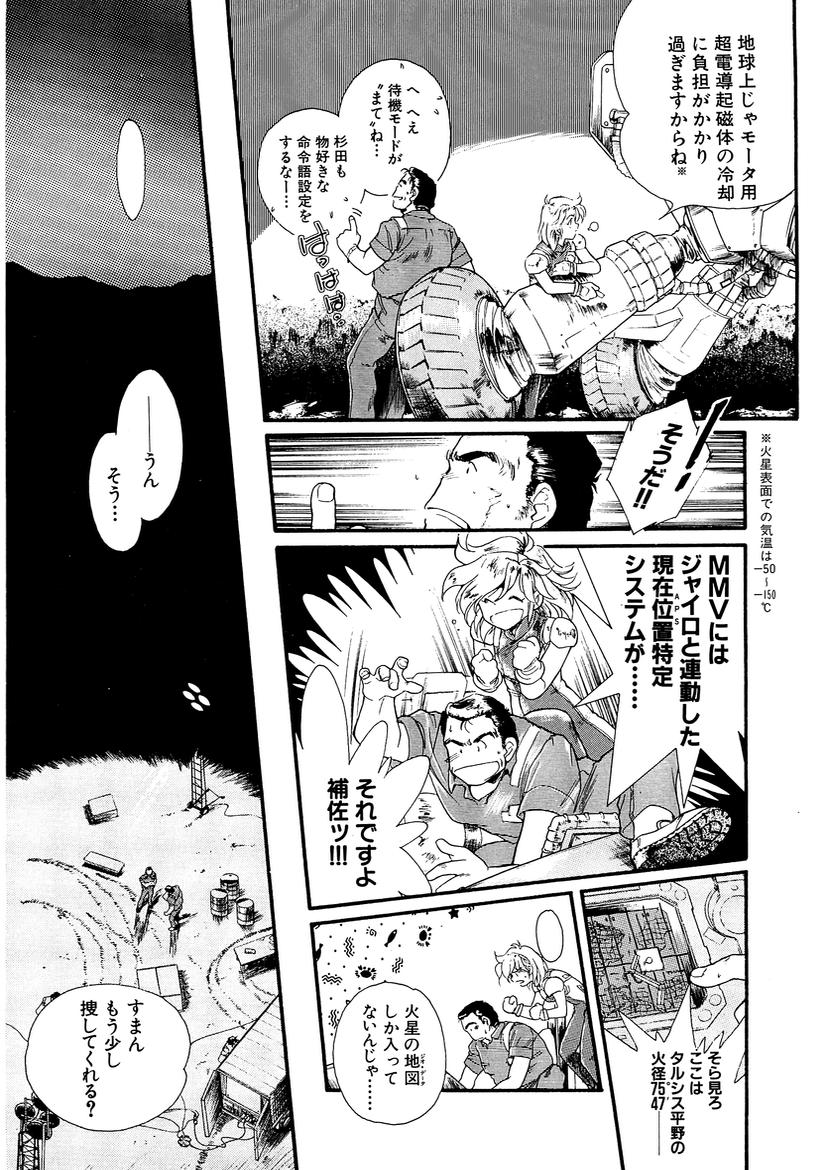 地球上じゃモータ用
超電導起磁体の冷却
に負担がかかり
過ぎますからね※
へへえ
待機モードが
〝まて〟ね…
杉田も
物好きな
命令語設定を
するなー…
はっはっは。
※火星表面での気温は-50～-150℃
そうだ!!
MMVには
ジャイロと連動した
現在位置特定
APS
システムが……
それですよ
補佐ッ!!!
そら見ろ
ここは
タルシス平野の
火径75°47′——
火星の地図
ジオ・データ
しか入って
ないんじゃ……
——うん
そう…
すまん
もう少し
捜してくれる?